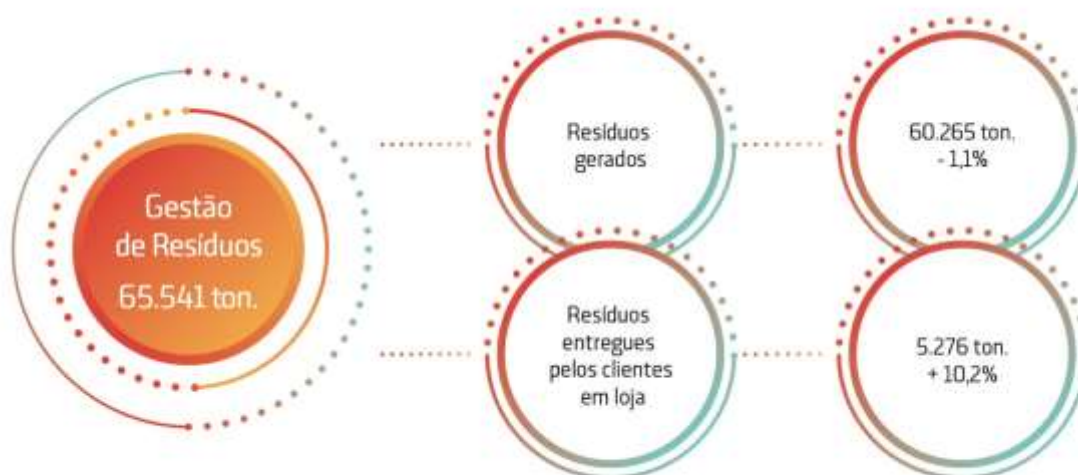 Gestão
de Resíduos
65.541 ton.
Resíduos
gerados
60.265 ton.
- 1,1%
Resíduos
entregues
pelos clientes
em loja
5.276 ton.
+ 10,2%